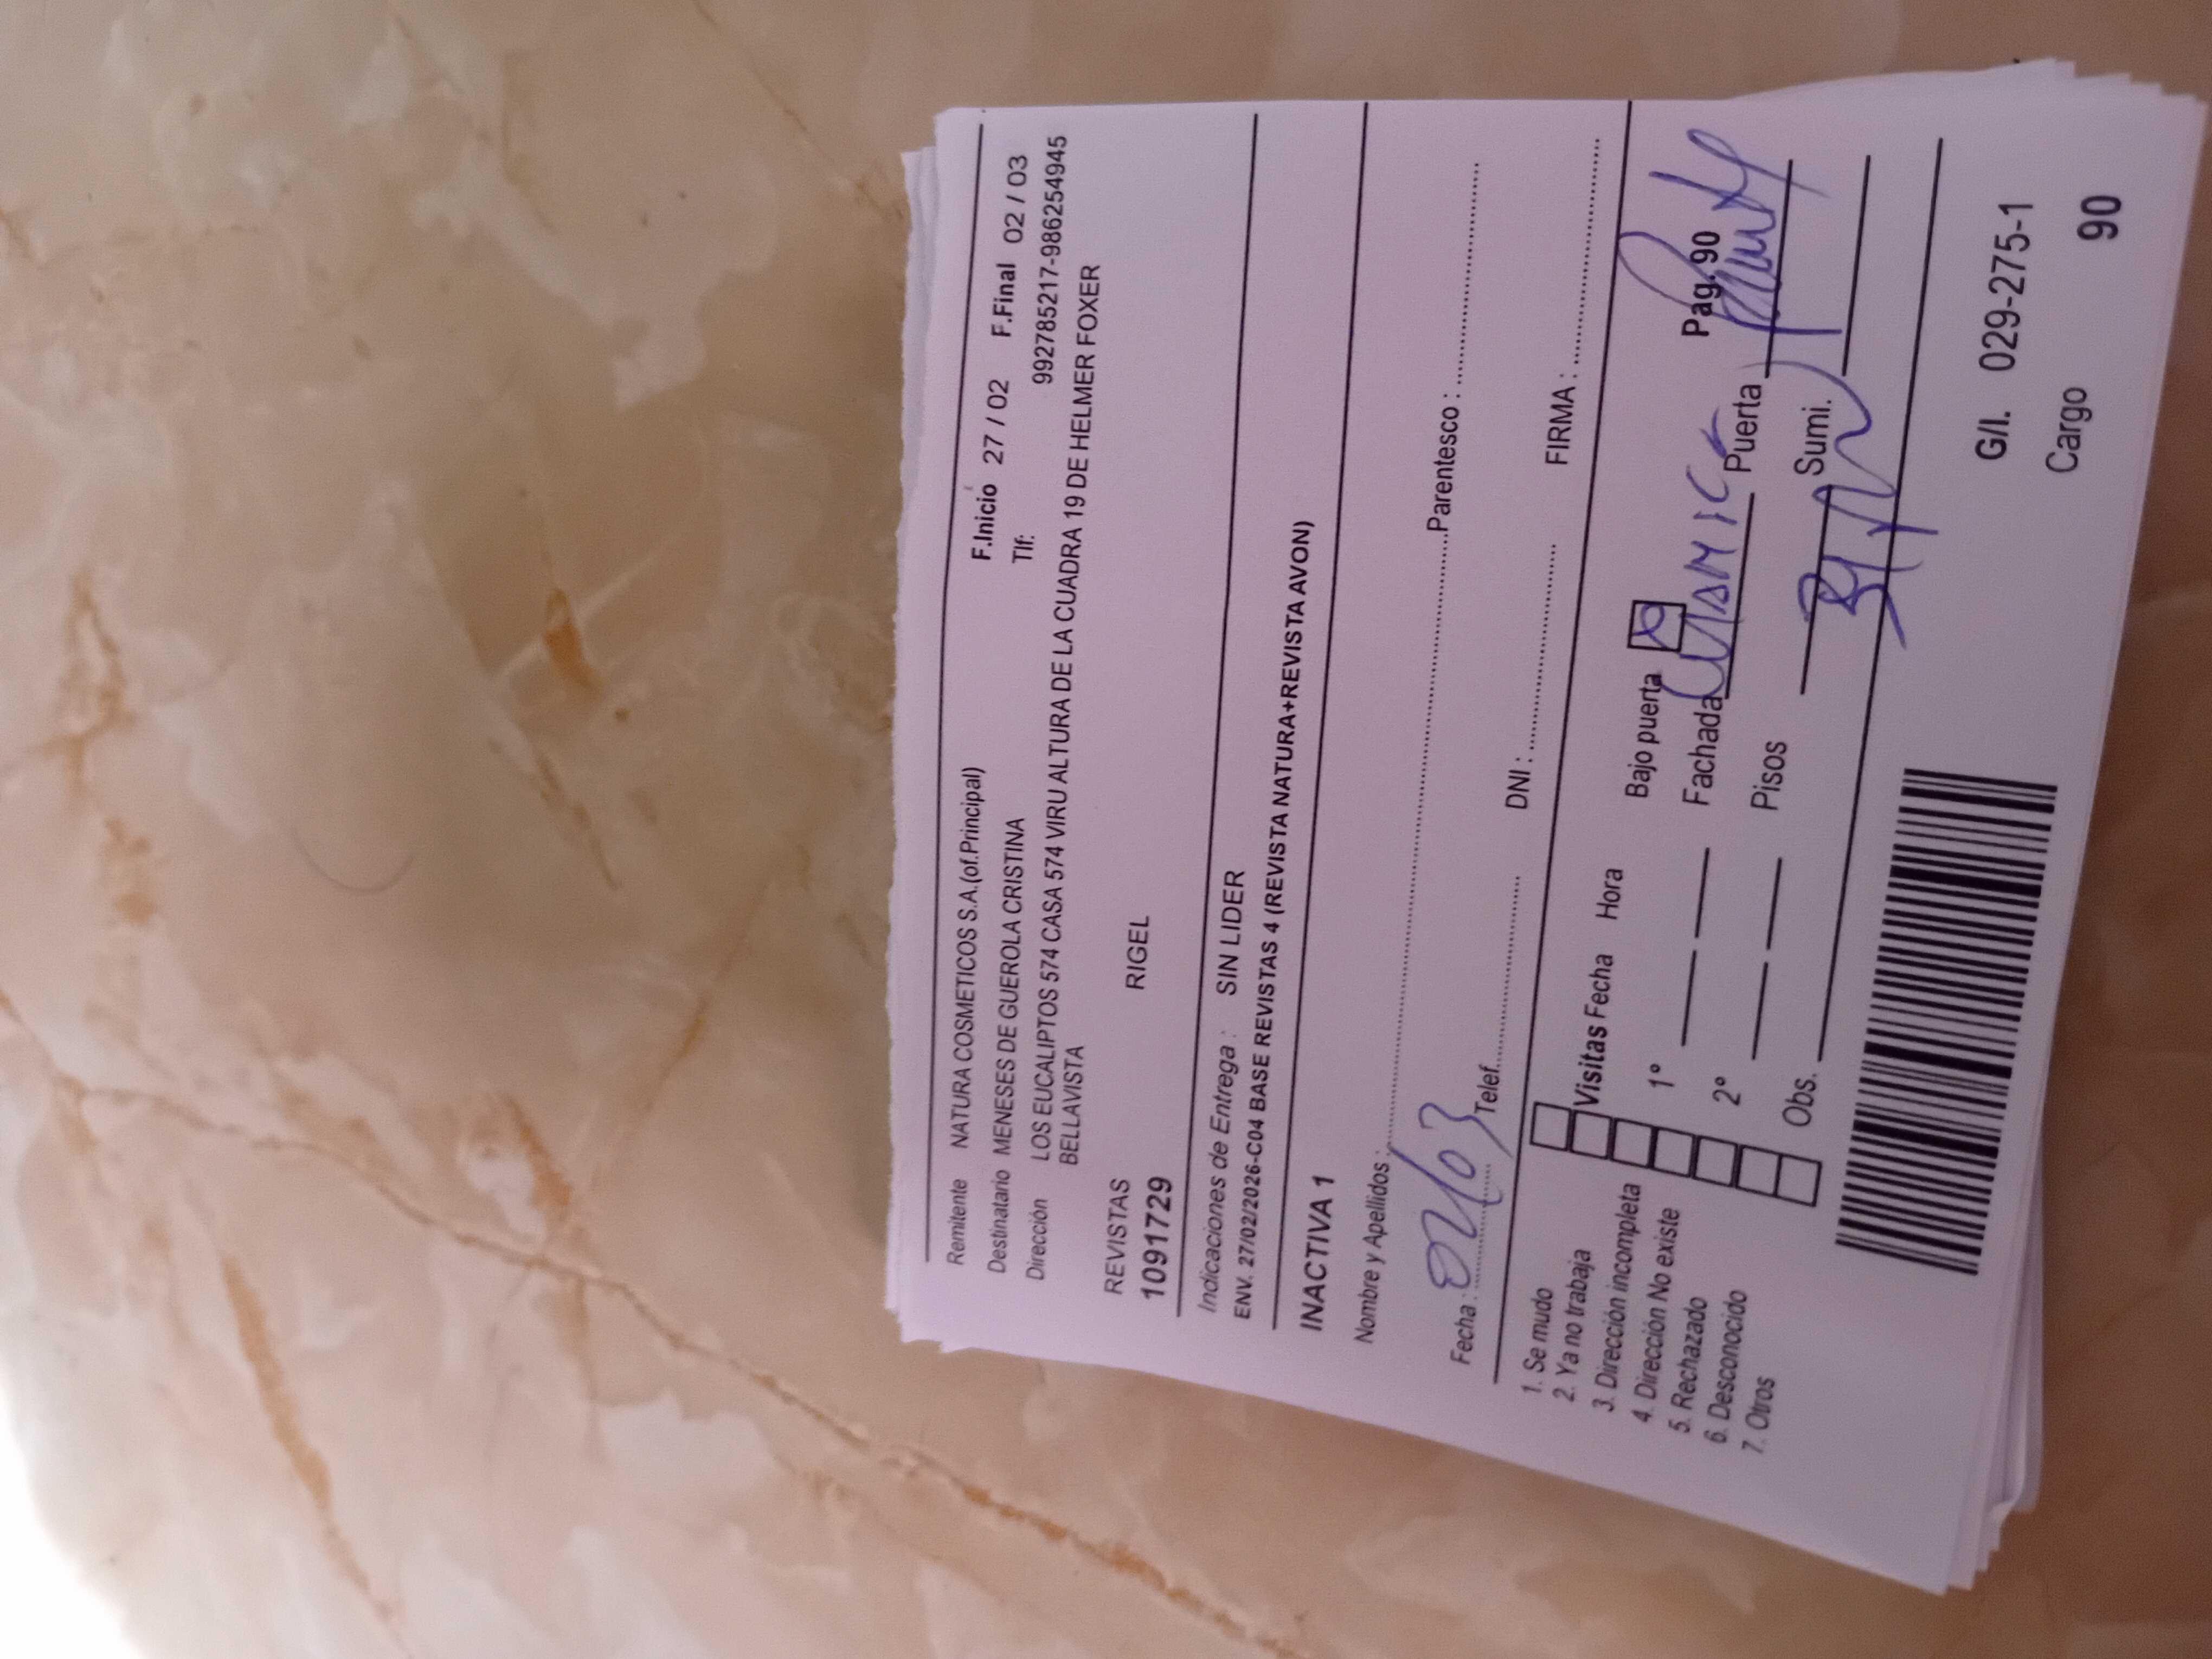 Remitente NATURA COSMETICOS S.A.(of.Principal)
F.Inicio 27 / 02 F.Final 02 / 03
Destinatario MENESES DE GUEROLA CRISTINA
Tlf: 992785217-986254945
Dirección LOS EUCALIPTOS 574 CASA 574 VIRU ALTURA DE LA CUADRA 19 DE HELMER FOXER
BELLAVISTA
REVISTAS
1091729 RIGEL
Indicaciones de Entrega : SIN LIDER
ENV. 27/02/2026-C04 BASE REVISTAS 4 (REVISTA NATURA+REVISTA AVON)
INACTIVA 1
Nombre y Apellidos : Parentesco :
Fecha : 02/03 Telef. DNI : FIRMA :
1. Se mudo
2. Ya no trabaja
3. Dirección incompleta
4. Dirección No existe
5. Rechazado
6. Desconocido
7. Otros
Visitas Fecha Hora
1º
2º
Obs.
Bajo puerta Pag. 90
Fachada Puerta
Pisos Sumi.
G/I. 029-275-1
Cargo 90